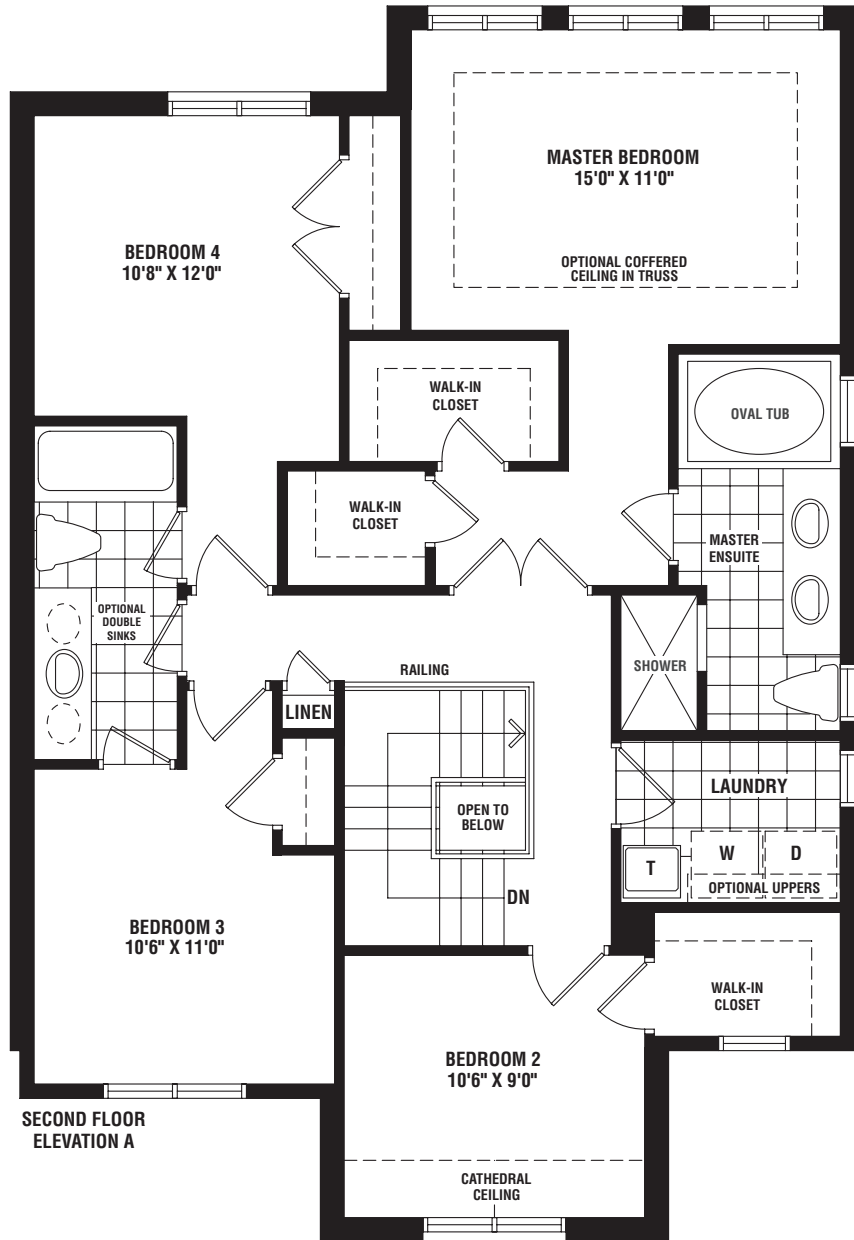 MASTER BEDROOM
15'0" X 11'0"
OPTIONAL COFFERED
CEILING IN TRUSS
BEDROOM 4
10'8" X 12'0"
WALK-IN
CLOSET
OVAL TUB
WALK-IN
CLOSET
MASTER
ENSUITE
OPTIONAL
DOUBLE
SINKS
RAILING
SHOWER
LINEN
LAUNDRY
OPEN TO
BELOW
T
W
D
OPTIONAL UPPERS
DN
BEDROOM 3
10'6" X 11'0"
WALK-IN
CLOSET
BEDROOM 2
10'6" X 9'0"
SECOND FLOOR
ELEVATION A
CATHEDRAL
CEILING